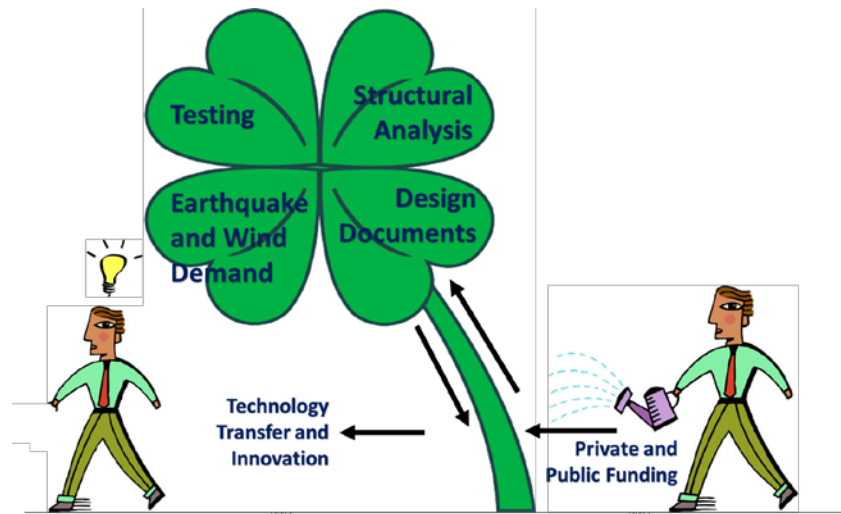 Testing
Structural
Analysis
Earthquake
and Wind
Demand
Design
Documents
Technology
Transfer and
Innovation
Private and
Public Funding